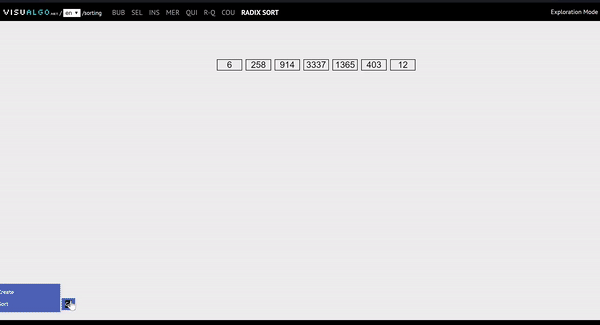 VISUALGO.net / en ▼ /sorting BUB SEL INS MER QUI R-Q COU RADIX SORT Exploration Mode
6 258 914 3337 1365 403 12
Create
Sort